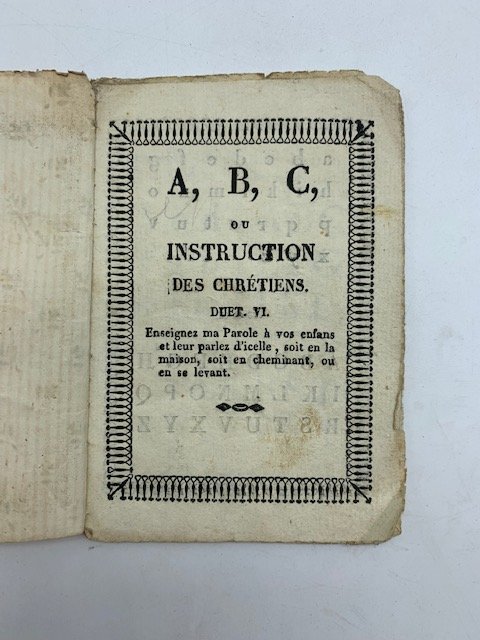 A, B, C,
OU
INSTRUCTION
DES CHRÉTIENS.
DUET. VI.
Enseignez ma Parole à vos enfans
et leur parlez d'icelle, soit en la
maison, soit en cheminant, ou
en se levant.